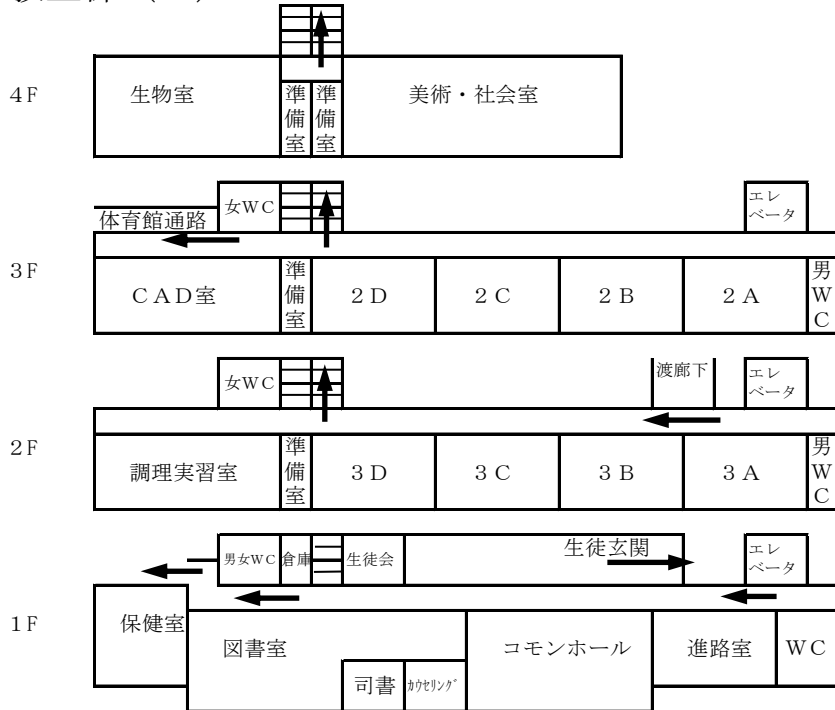 4F
生物室
準備室
準備室
美術・社会室
体育館通路
女WC
エレベータ
3F
CAD室
準備室
2D
2C
2B
2A
男WC
女WC
渡廊下
エレベータ
2F
調理実習室
準備室
3D
3C
3B
3A
男WC
男女WC
倉庫
生徒会
生徒玄関
エレベータ
1F
保健室
図書室
司書
ｶｳｾﾘﾝｸﾞ
コモンホール
進路室
WC